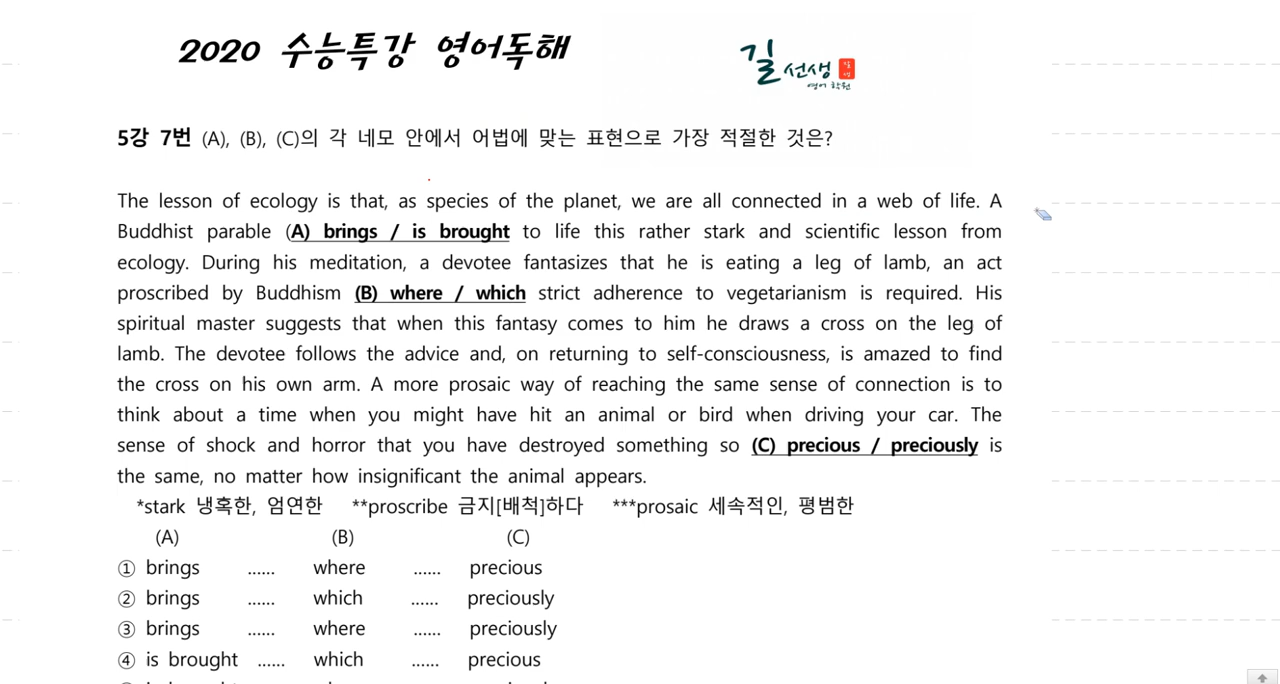 2020 수능특강 영어독해
길 선생
영어 학원
5강 7번 (A), (B), (C)의 각 네모 안에서 어법에 맞는 표현으로 가장 적절한 것은?
The lesson of ecology is that, as species of the planet, we are all connected in a web of life. A
Buddhist parable (A) brings / is brought to life this rather stark and scientific lesson from
ecology. During his meditation, a devotee fantasizes that he is eating a leg of lamb, an act
proscribed by Buddhism (B) where / which strict adherence to vegetarianism is required. His
spiritual master suggests that when this fantasy comes to him he draws a cross on the leg of
lamb. The devotee follows the advice and, on returning to self-consciousness, is amazed to find
the cross on his own arm. A more prosaic way of reaching the same sense of connection is to
think about a time when you might have hit an animal or bird when driving your car. The
sense of shock and horror that you have destroyed something so (C) precious / preciously is
the same, no matter how insignificant the animal appears.
*stark 냉혹한, 엄연한 **proscribe 금지[배척]하다 ***prosaic 세속적인, 평범한
(A) (B) (C)
① brings ...... where ...... precious
② brings ...... which ...... preciously
③ brings ...... where ...... preciously
④ is brought ...... which ...... precious